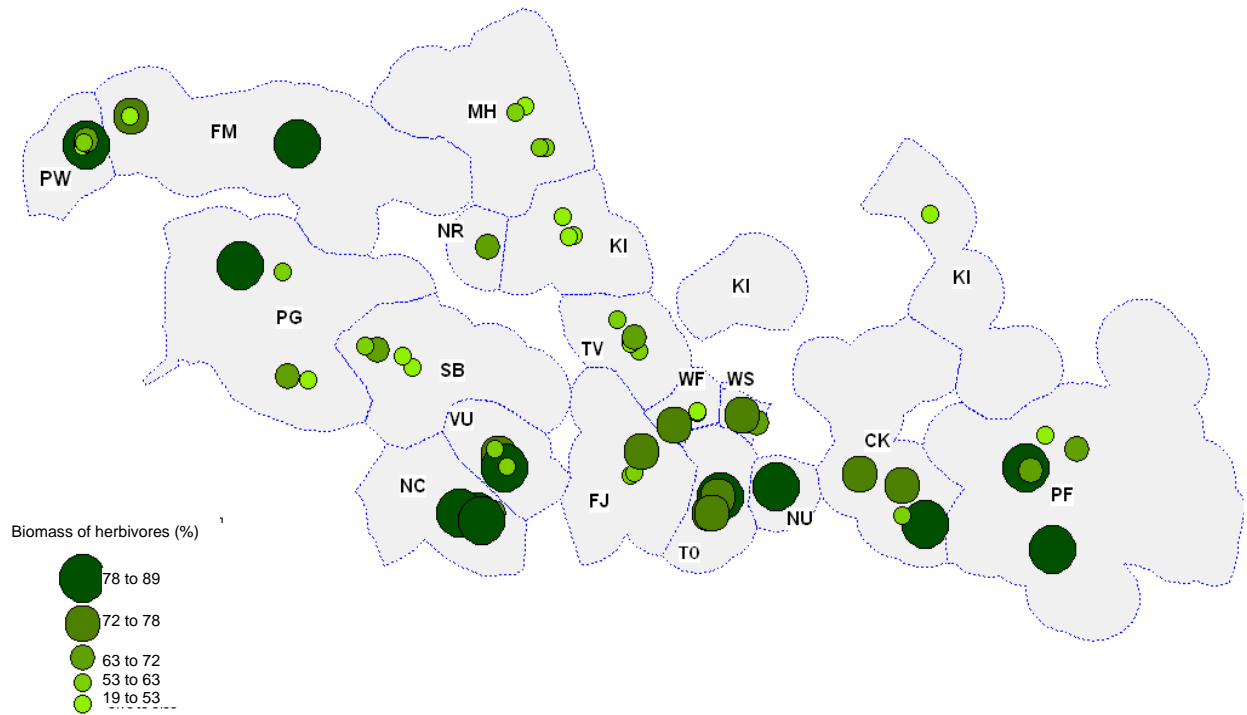 MH
FM
PW
NR
KI
KI
KI
PG
TV
SB
WF
WS
VU
CK
NC
FJ
PF
NU
TO
Biomass of herbivores (%)
78 to 89
72 to 78
63 to 72
53 to 63
19 to 53